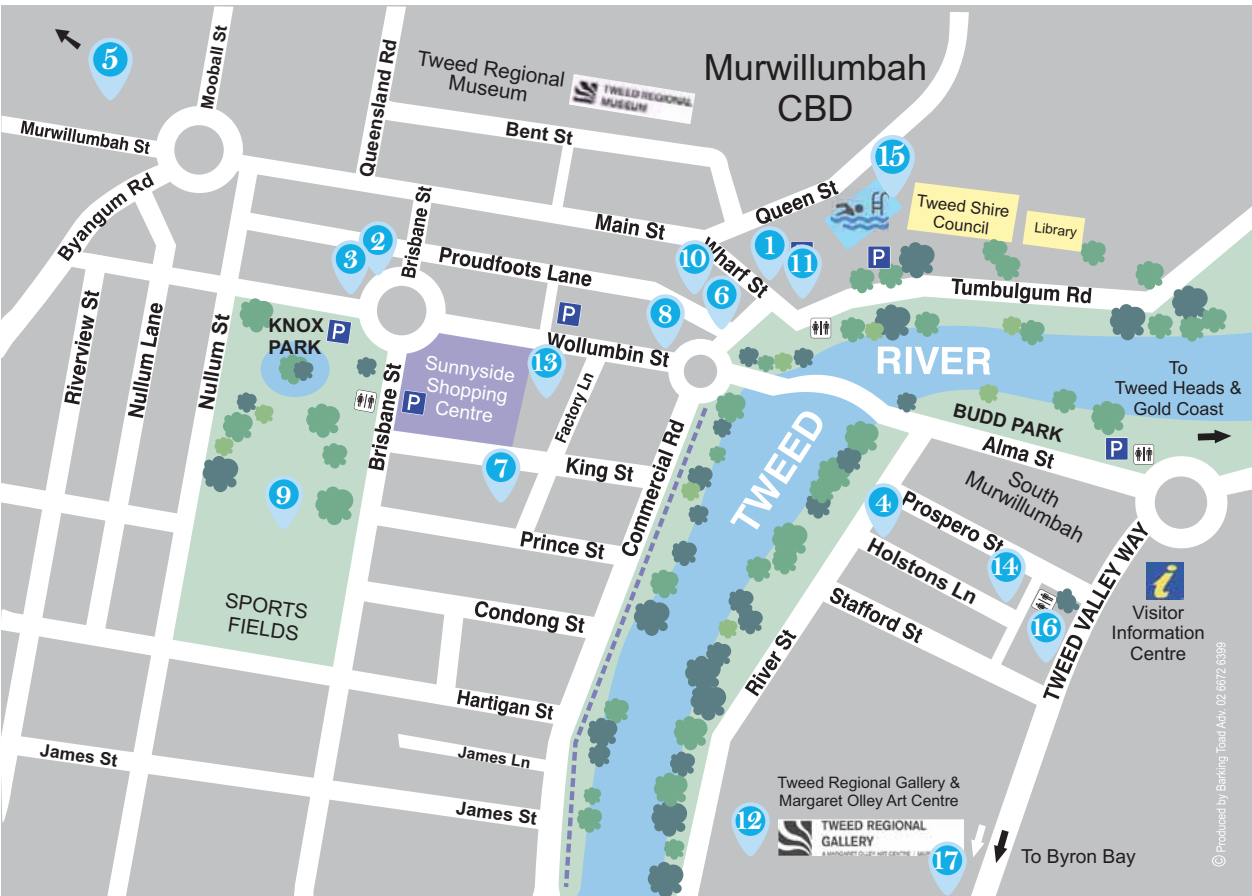 5
Mooball St
Queensland Rd
Tweed Regional
Museum
TWEED REGIONAL
MUSEUM
Murwillumbah
CBD
Murwillumbah St
Bent St
15
Byangum Rd
Brisbane St
Main St
Queen St
Tweed Shire
Council
Library
3
2
Proudfoots Lane
10
Wharf St
1
11
P
6
Tumbulgum Rd
8
KNOX
PARK
P
P
Wollumbin St
RIVER
To
Tweed Heads &
Gold Coast
Riverview St
Nullum Lane
Nullum St
Sunnyside
Shopping
Centre
13
Factory Ln
P
Brisbane St
BUDD PARK
Alma St
P
7
King St
Commercial Rd
TWEED
South
Murwillumbah
9
4
Prospero St
Prince St
Holstons Ln
14
i
SPORTS
FIELDS
Condong St
Stafford St
16
TWEED VALLEY WAY
Visitor
Information
Centre
River St
Hartigan St
James St
James Ln
James St
Tweed Regional Gallery &
Margaret Olley Art Centre
12
TWEED REGIONAL
GALLERY
17
To Byron Bay
© Produced by Barking Toad Adv. 02 6672 6399